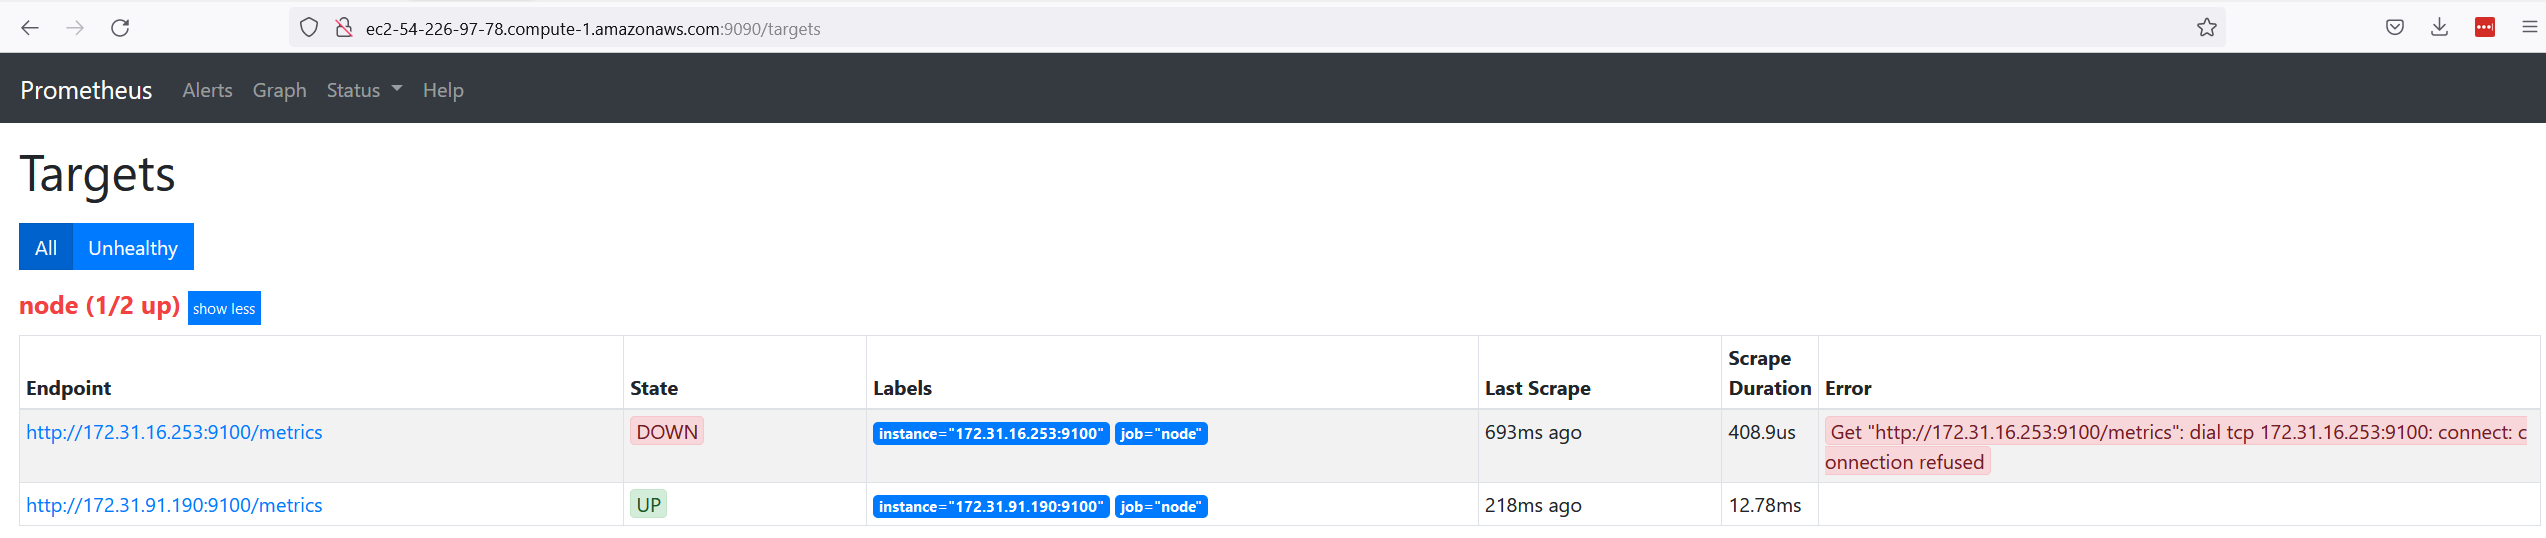 ec2-54-226-97-78.compute-1.amazonaws.com:9090/targets
Prometheus Alerts Graph Status Help
Targets
All Unhealthy
node (1/2 up) show less
Endpoint State Labels Last Scrape Scrape Duration Error
http://172.31.16.253:9100/metrics DOWN instance="172.31.16.253:9100" job="node" 693ms ago 408.9us Get "http://172.31.16.253:9100/metrics": dial tcp 172.31.16.253:9100: connect: c
onnection refused
http://172.31.91.190:9100/metrics UP instance="172.31.91.190:9100" job="node" 218ms ago 12.78ms